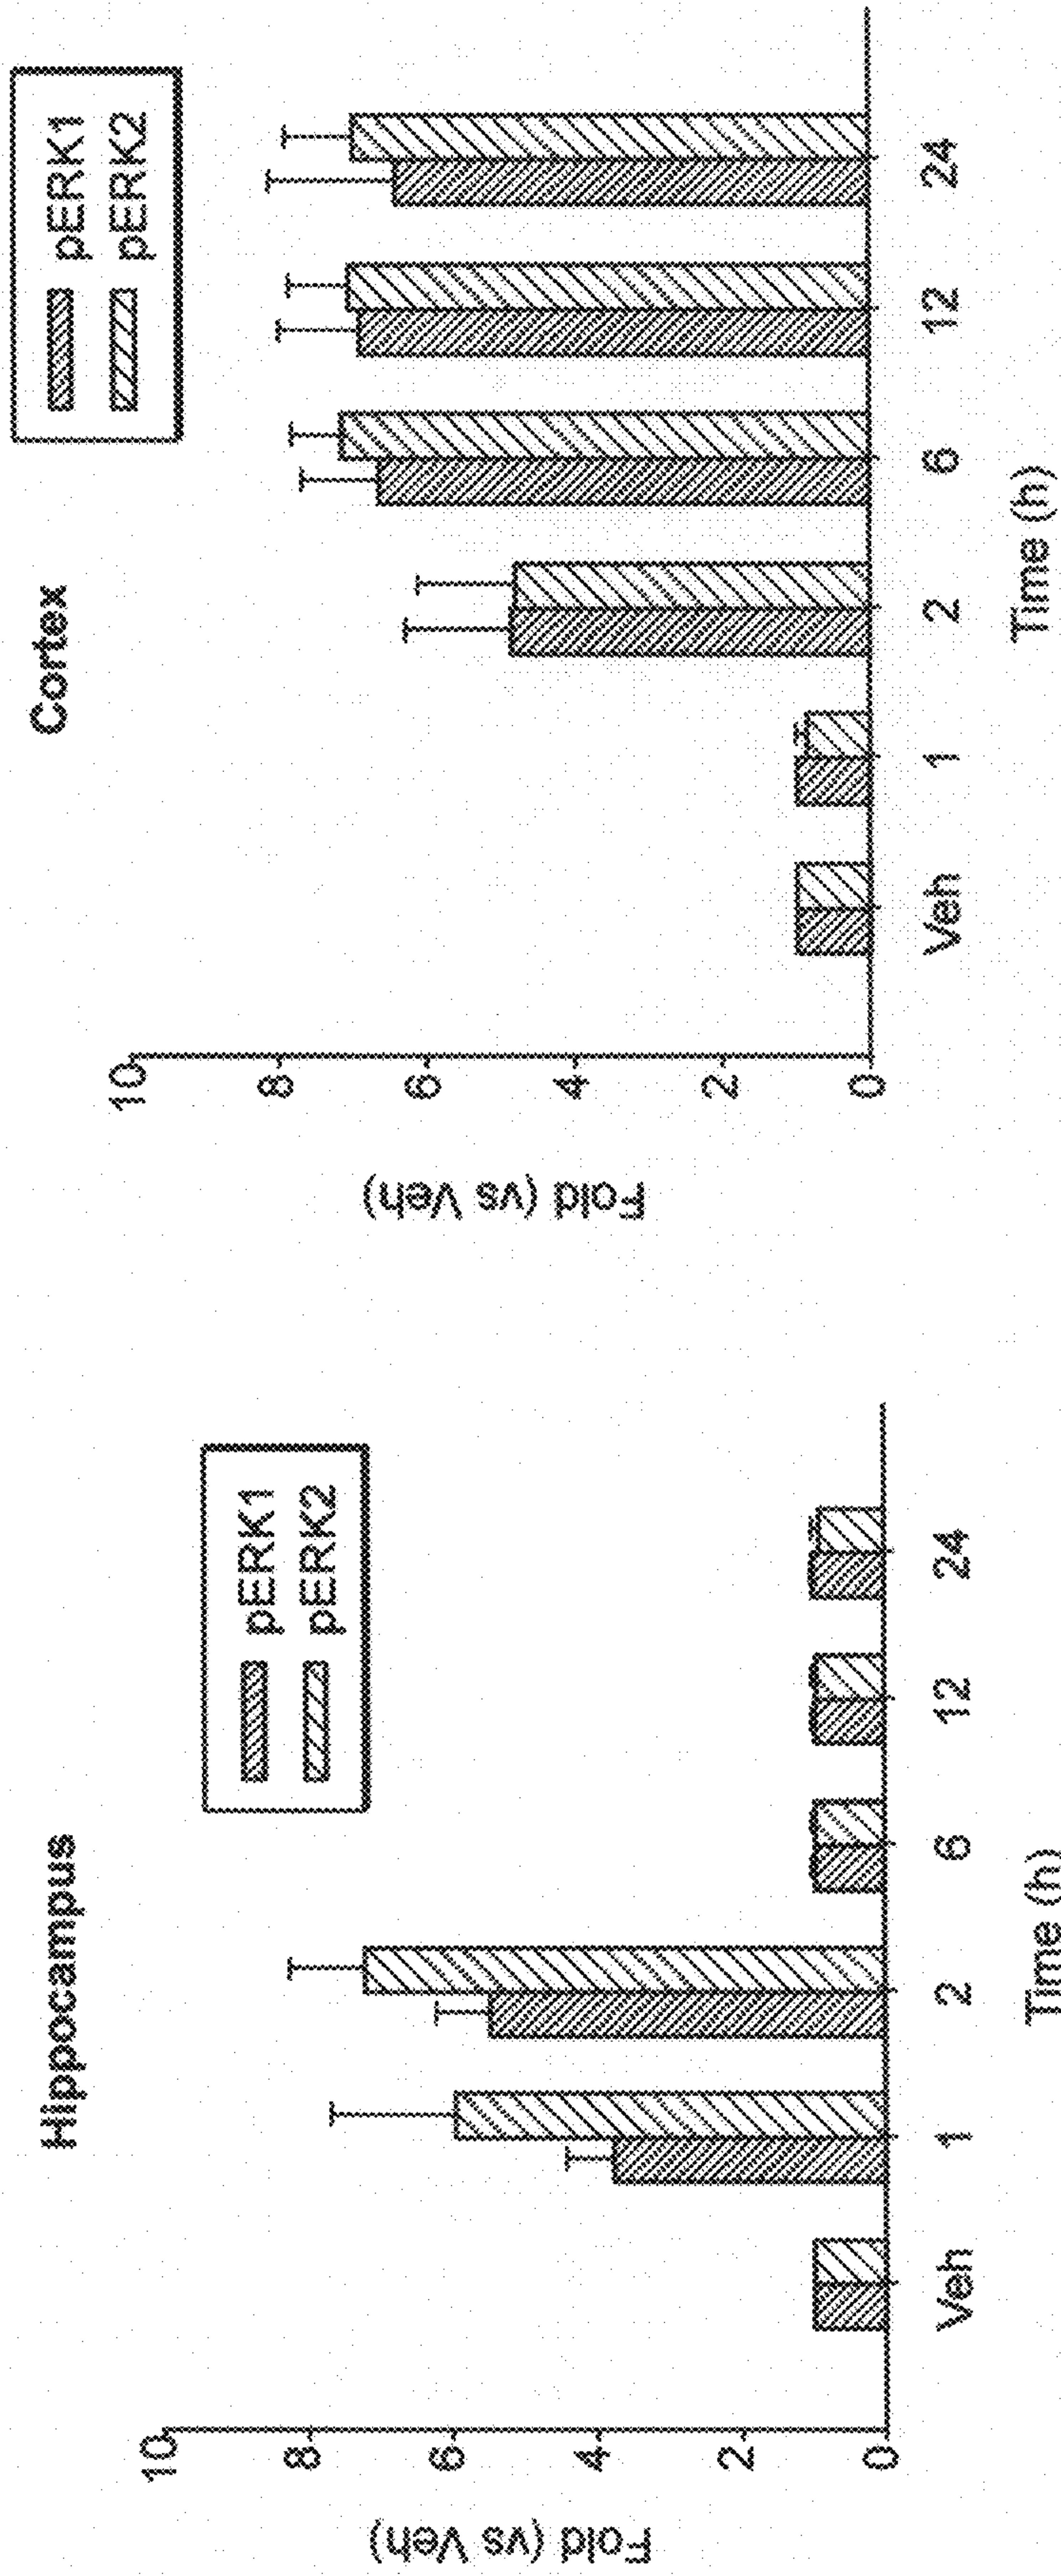 Hippocampus
pERK1
pERK2
Fold (vs Veh)
10
8
6
4
2
0
Veh 1 2 6 12 24
Time (h)
Cortex
pERK1
pERK2
Fold (vs Veh)
10
8
6
4
2
0
Veh 1 2 6 12 24
Time (h)